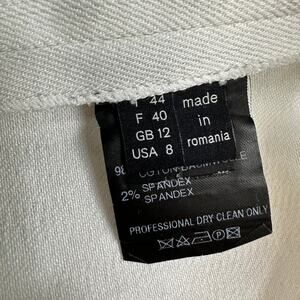 44 made
F 40 in
GB 12 romania
USA 8
COTON-BAUMWOLLE
2% SPANDEX
SPANDEX
PROFESSIONAL DRY CLEAN ONLY